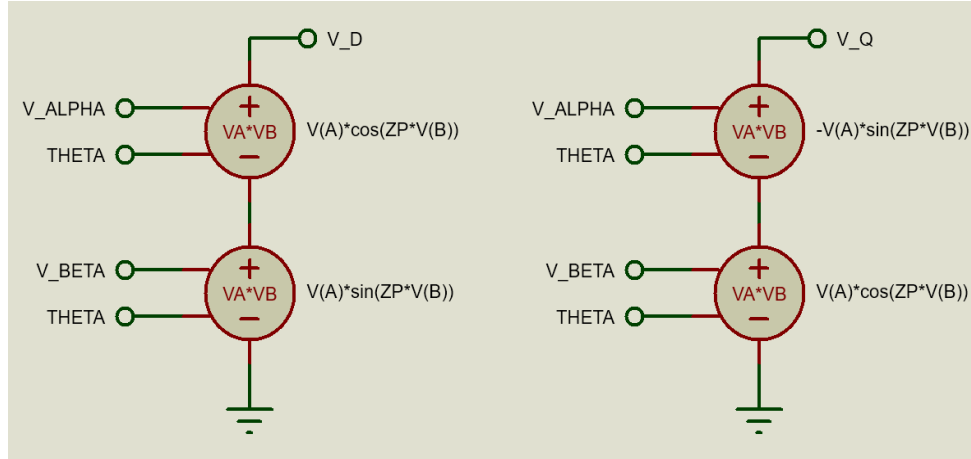 V_D
V_ALPHA
+
VA*VB
V(A)*cos(ZP*V(B))
THETA
−
V_BETA
+
VA*VB
V(A)*sin(ZP*V(B))
THETA
−
V_Q
V_ALPHA
+
VA*VB
-V(A)*sin(ZP*V(B))
THETA
−
V_BETA
+
VA*VB
V(A)*cos(ZP*V(B))
THETA
−